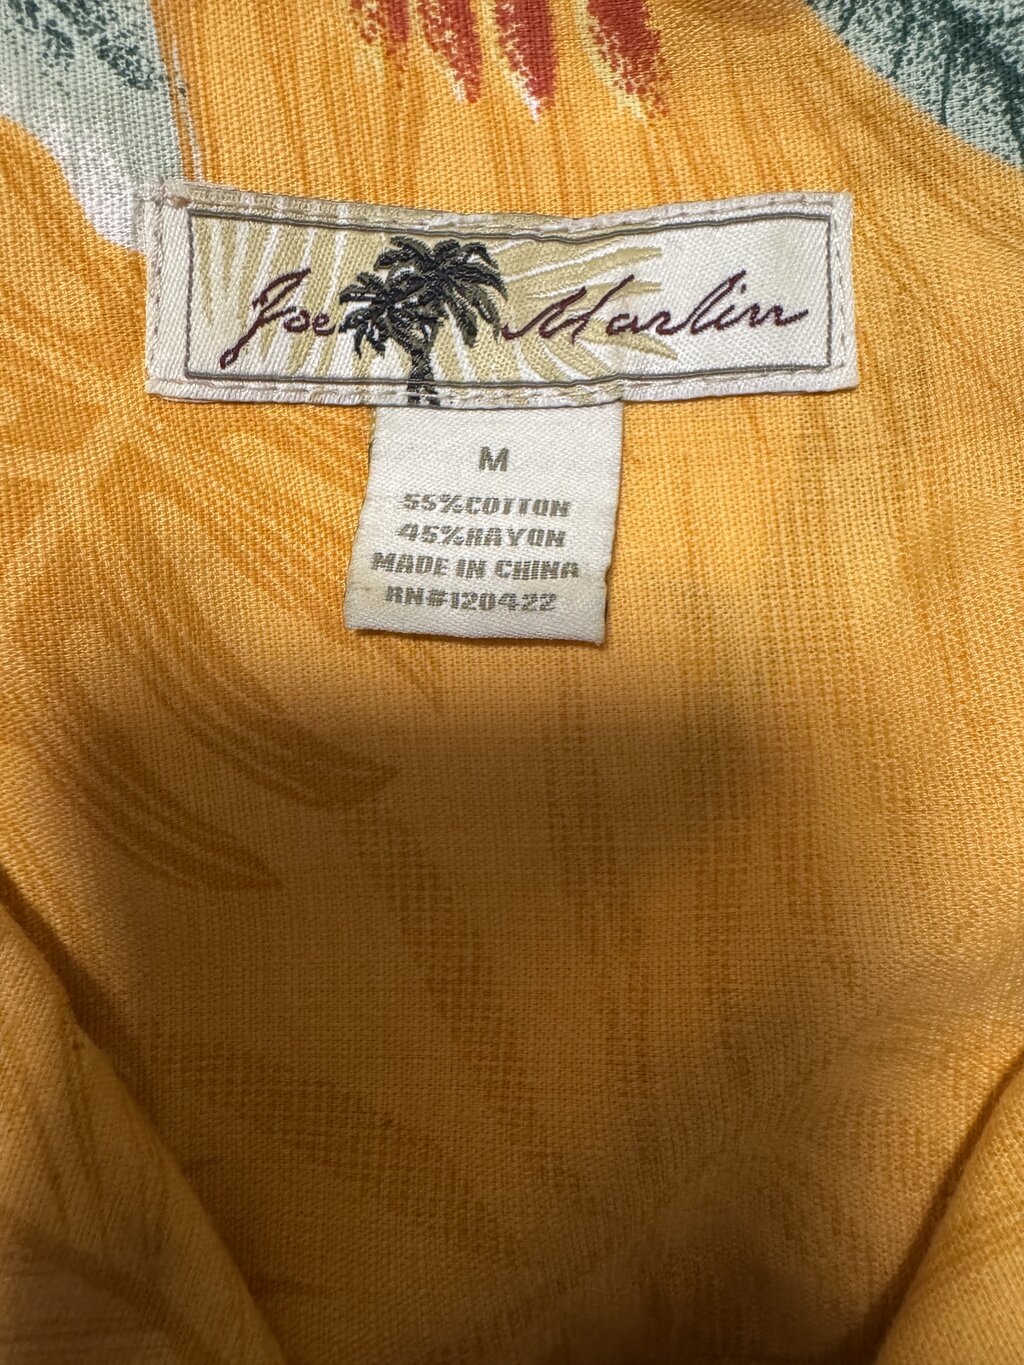 Joe Marlin
M
55%COTTON
45%RAYON
MADE IN CHINA
RN#120422